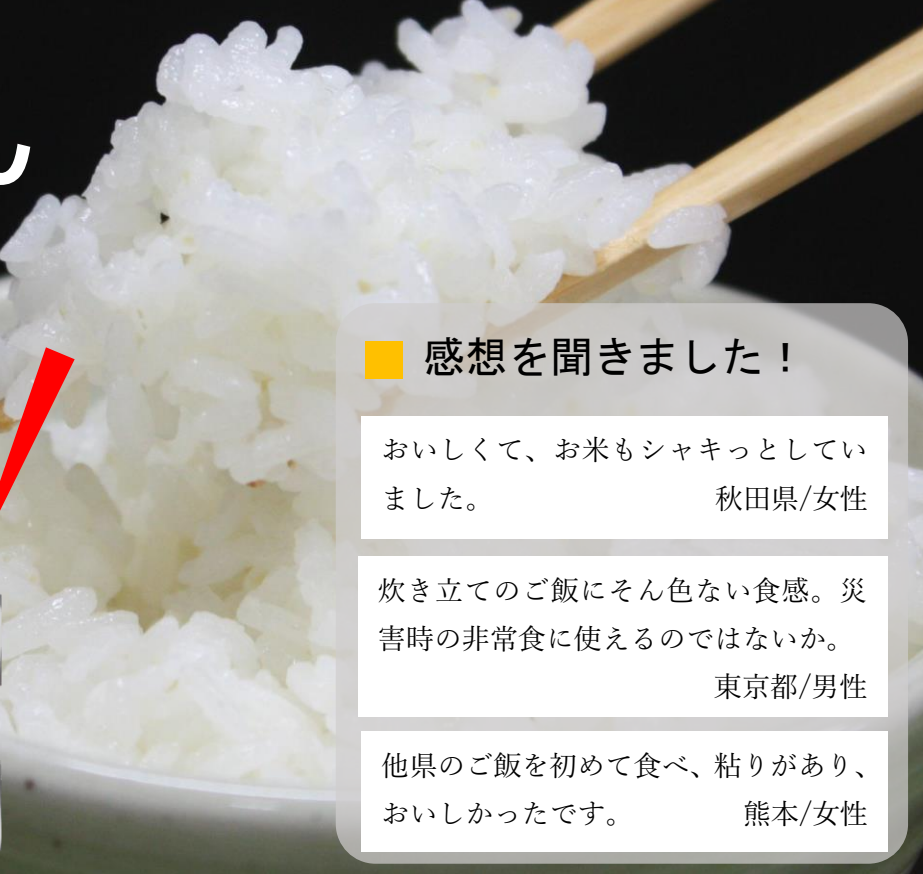 ■ 感想を聞きました！
おいしくて、お米もシャキっとしてい
ました。 秋田県/女性
炊き立てのご飯にそん色ない食感。災
害時の非常食に使えるのではないか。
東京都/男性
他県のご飯を初めて食べ、粘りがあり、
おいしかったです。 熊本/女性